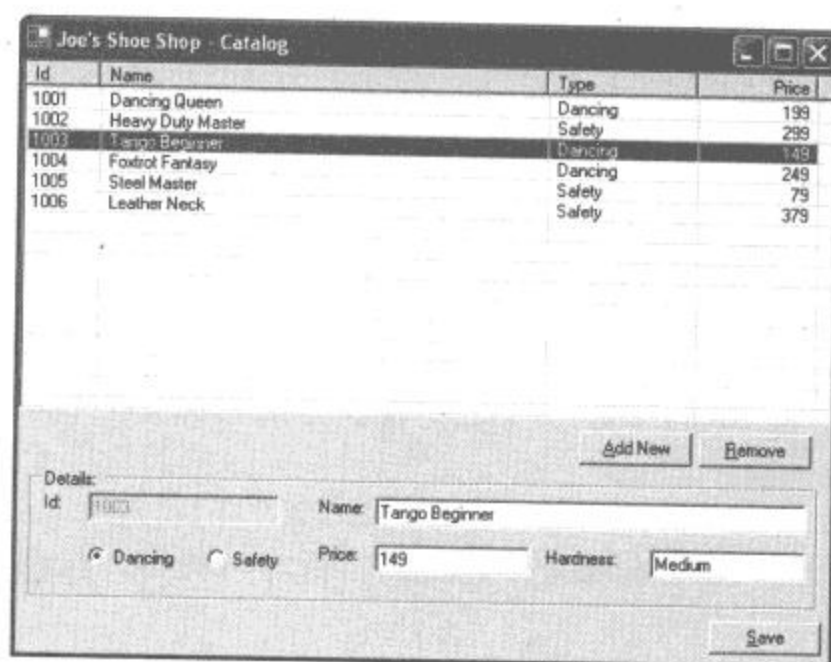 Joe's Shoe Shop - Catalog
Id Name Type Price
1001 Dancing Queen Dancing 199
1002 Heavy Duty Master Safety 299
1003 Tango Beginner Dancing 149
1004 Foxtrot Fantasy Dancing 249
1005 Steel Master Safety 79
1006 Leather Neck Safety 379
Add New Remove
Details:
Id: 1003 Name: Tango Beginner
Dancing Safety Price: 149 Hardness: Medium
Save